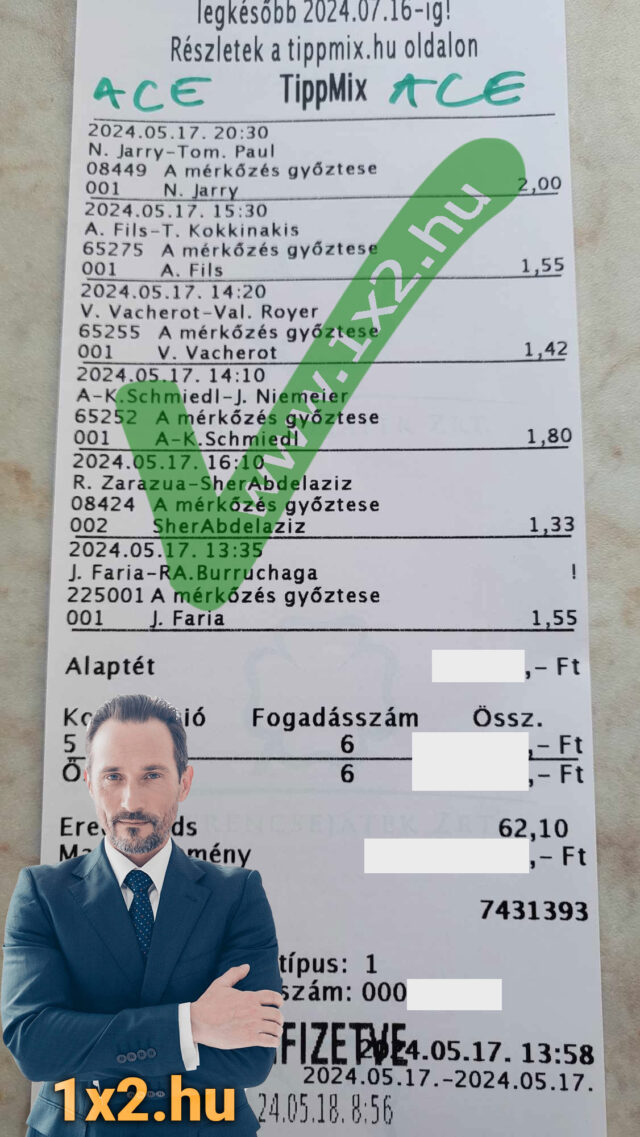 legkésőbb 2024.07.16-ig!
Részletek a tippmix.hu oldalon
ACE TippMix ACE
2024.05.17. 20:30
N. Jarry-Tom. Paul
08449 A mérkőzés győztese
001 N. Jarry 2,00
2024.05.17. 15:30
A. Fils-T. Kokkinakis
65275 A mérkőzés győztese
001 A. Fils 1,55
2024.05.17. 14:20
V. Vacherot-Val. Royer
65255 A mérkőzés győztese
001 V. Vacherot 1,42
2024.05.17. 14:10
A-K.Schmiedl-J. Niemeier
65252 A mérkőzés győztese
001 A-K.Schmiedl 1,80
2024.05.17. 16:10
R. Zarazua-SherAbdelaziz
08424 A mérkőzés győztese
002 SherAbdelaziz 1,33
2024.05.17. 13:35
J. Faria-RA.Burruchaga !
225001 A mérkőzés győztese
001 J. Faria 1,55
www.1x2.hu
Alaptét ,- Ft
Fogadásszám Össz.
5 6 ,- Ft
6 ,- Ft
62,10
,- Ft
7431393
típus: 1
szám: 000
FIZETVE 24.05.17. 13:58
2024.05.17.-2024.05.17.
24.05.18. 8:56
1x2.hu